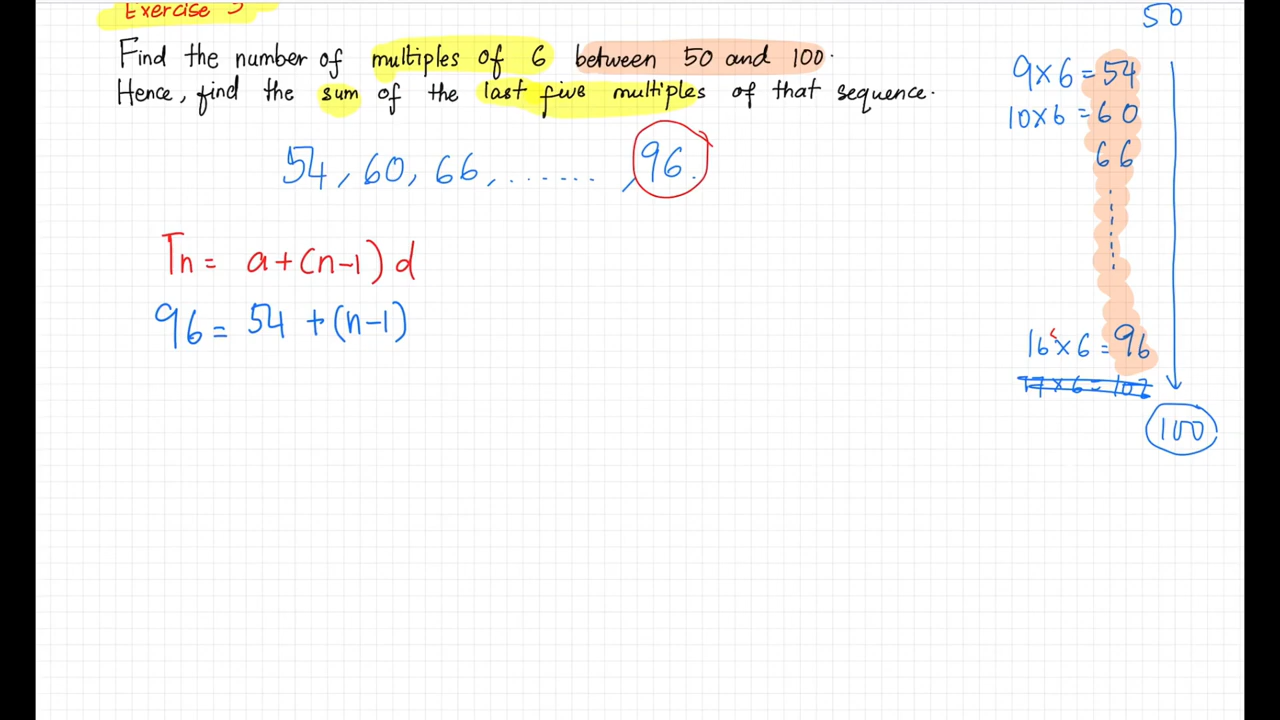 Exercise 3
Find the number of multiples of 6 between 50 and 100.
Hence, find the sum of the last five multiples of that sequence.
54, 60, 66, ......., 96.
Tn = a+(n-1) d
96 = 54 + (n-1)
50
9 × 6 = 54
10 × 6 = 60
66
16 × 6 = 96
17 × 6 = 102
100